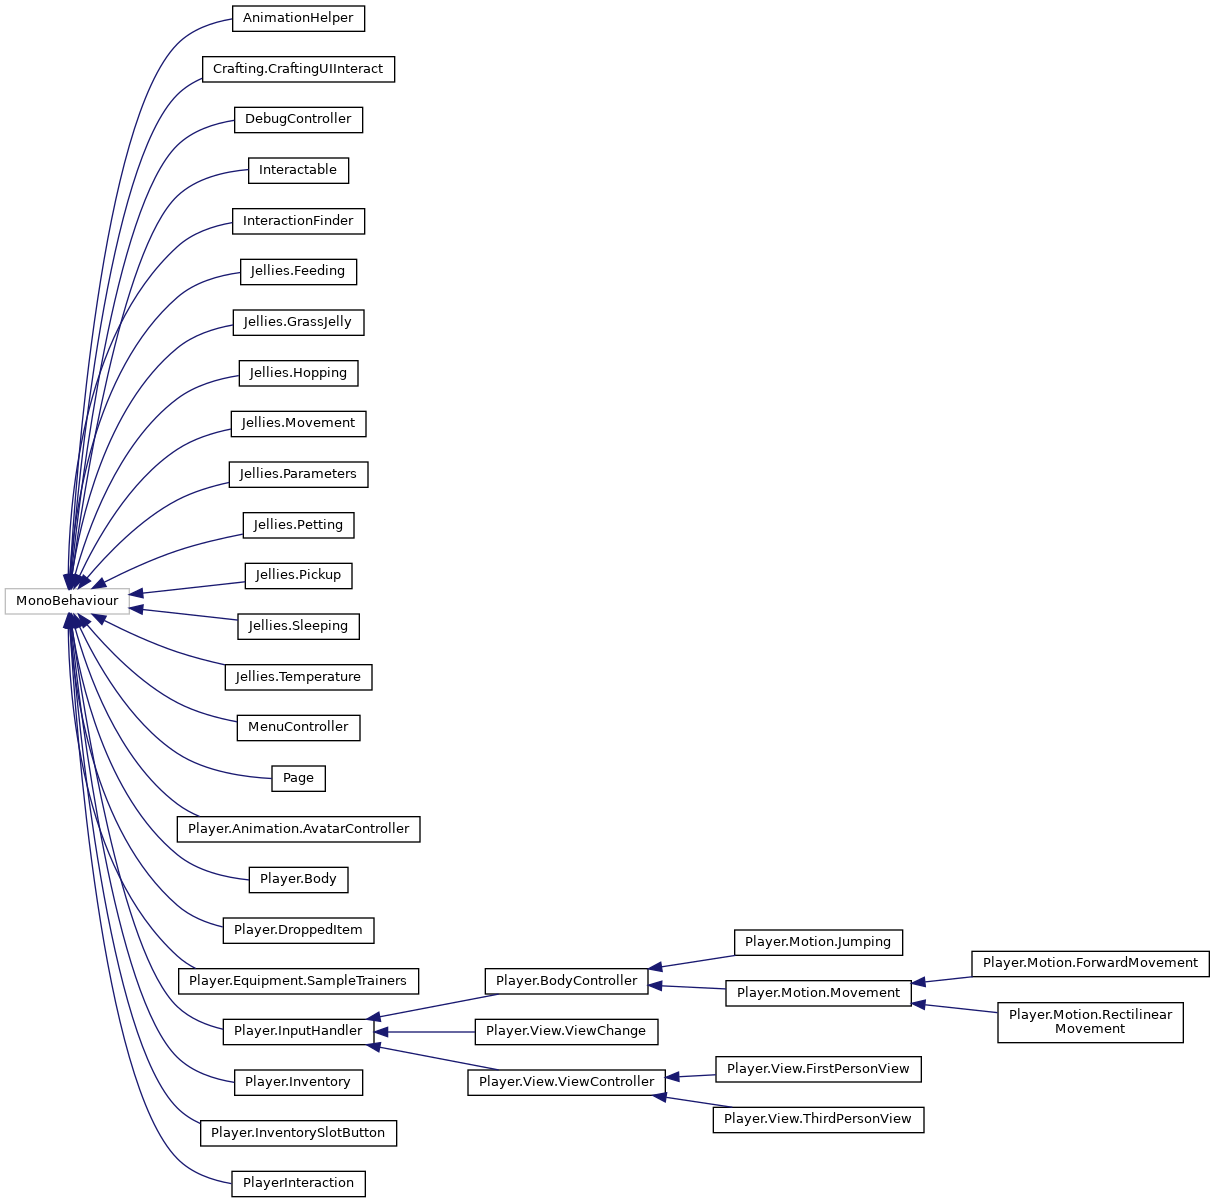 AnimationHelper
Crafting.CraftingUIInteract
DebugController
Interactable
InteractionFinder
Jellies.Feeding
Jellies.GrassJelly
Jellies.Hopping
Jellies.Movement
Jellies.Parameters
Jellies.Petting
Jellies.Pickup
MonoBehaviour
Jellies.Sleeping
Jellies.Temperature
MenuController
Page
Player.Animation.AvatarController
Player.Body
Player.DroppedItem
Player.Equipment.SampleTrainers
Player.InputHandler
Player.Inventory
Player.InventorySlotButton
PlayerInteraction
Player.BodyController
Player.View.ViewChange
Player.View.ViewController
Player.Motion.Jumping
Player.Motion.Movement
Player.View.FirstPersonView
Player.View.ThirdPersonView
Player.Motion.ForwardMovement
Player.Motion.Rectilinear
Movement